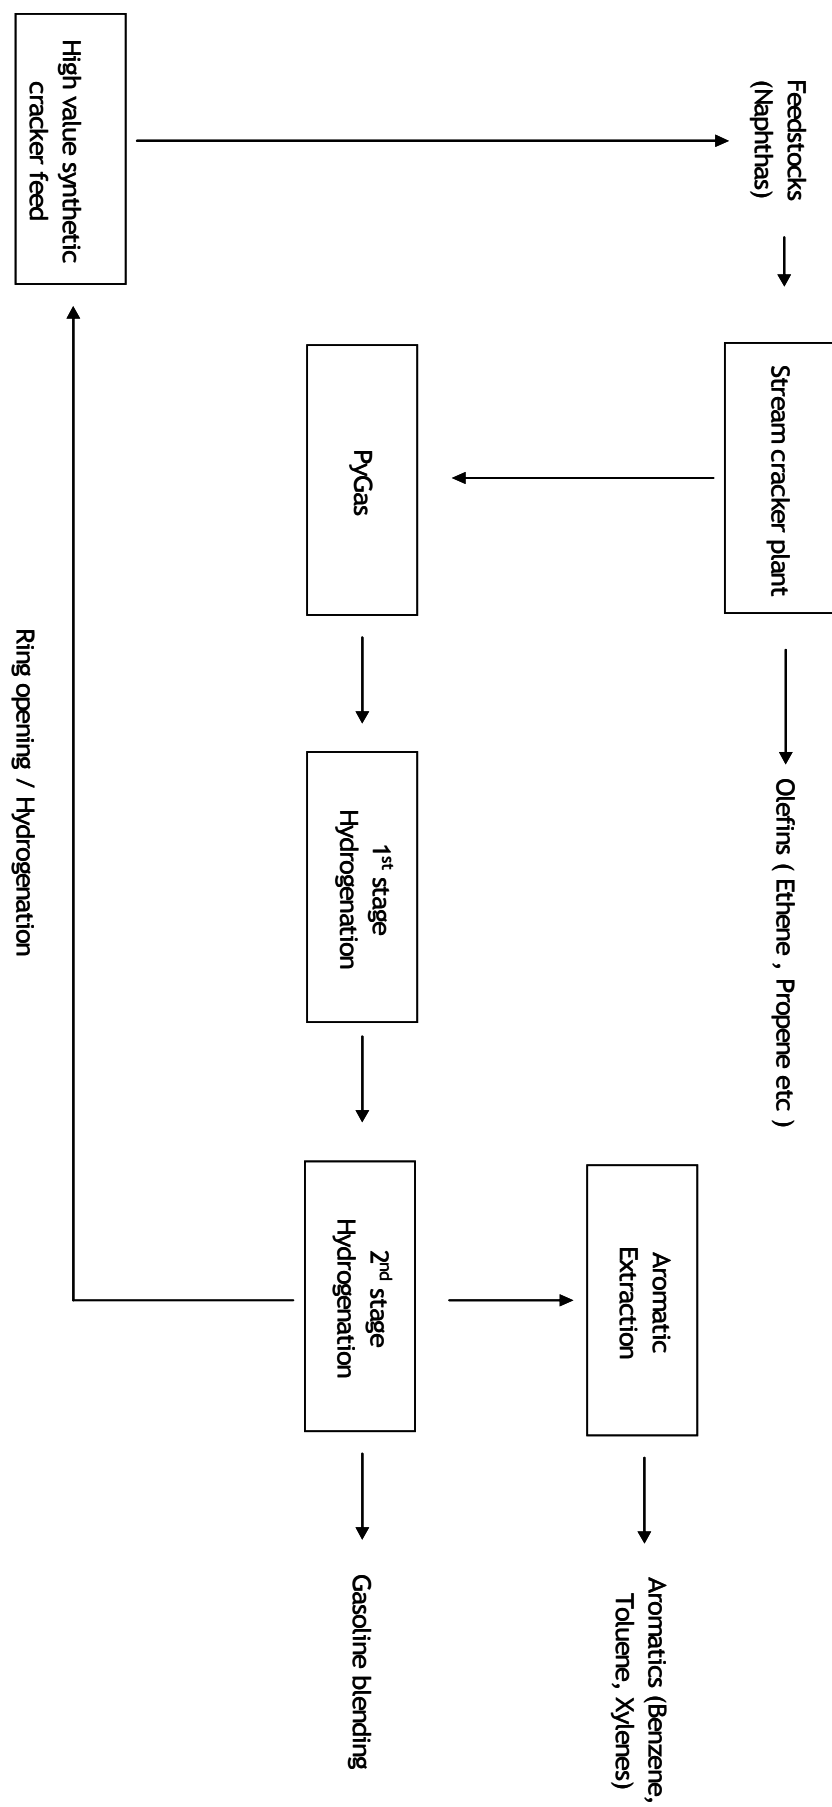 Feedstocks
(Naphthas)
Stream cracker plant
Olefins ( Ethene , Propene etc )
Aromatic
Extraction
Aromatics (Benzene,
Toluene, Xylenes)
PyGas
1st stage
Hydrogenation
2nd stage
Hydrogenation
Gasoline blending
High value synthetic
cracker feed
Ring opening / Hydrogenation